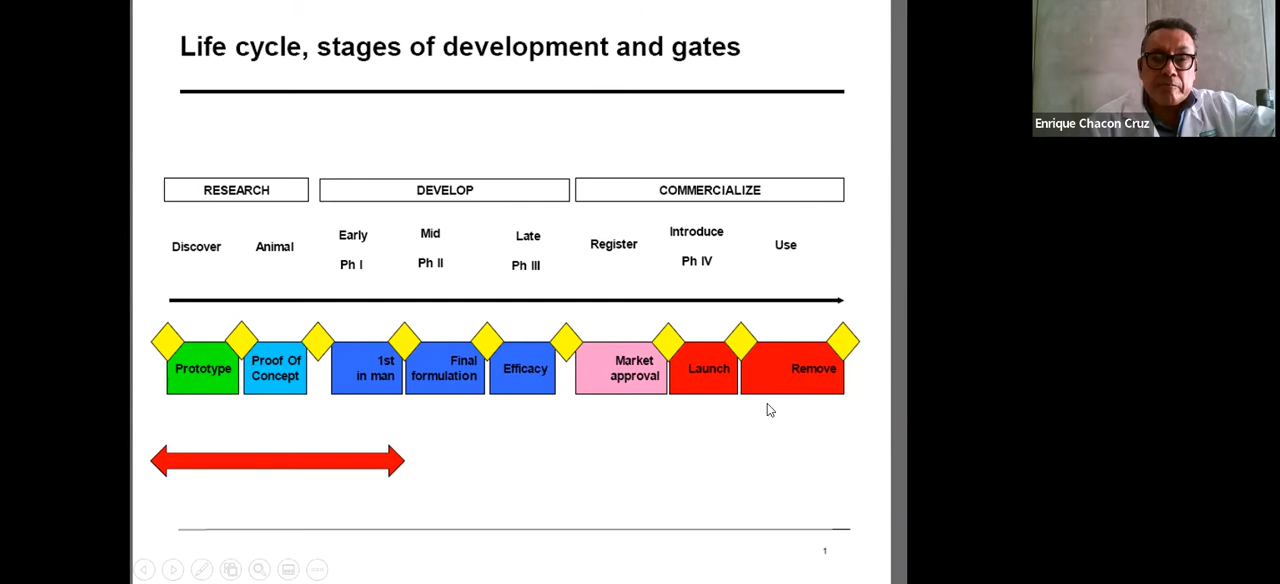 Life cycle, stages of development and gates
Enrique Chacon Cruz
RESEARCH
DEVELOP
COMMERCIALIZE
Discover
Animal
Early
Ph I
Mid
Ph II
Late
Ph III
Register
Introduce
Ph IV
Use
Prototype
Proof Of
Concept
1st
in man
Final
formulation
Efficacy
Market
approval
Launch
Remove
1